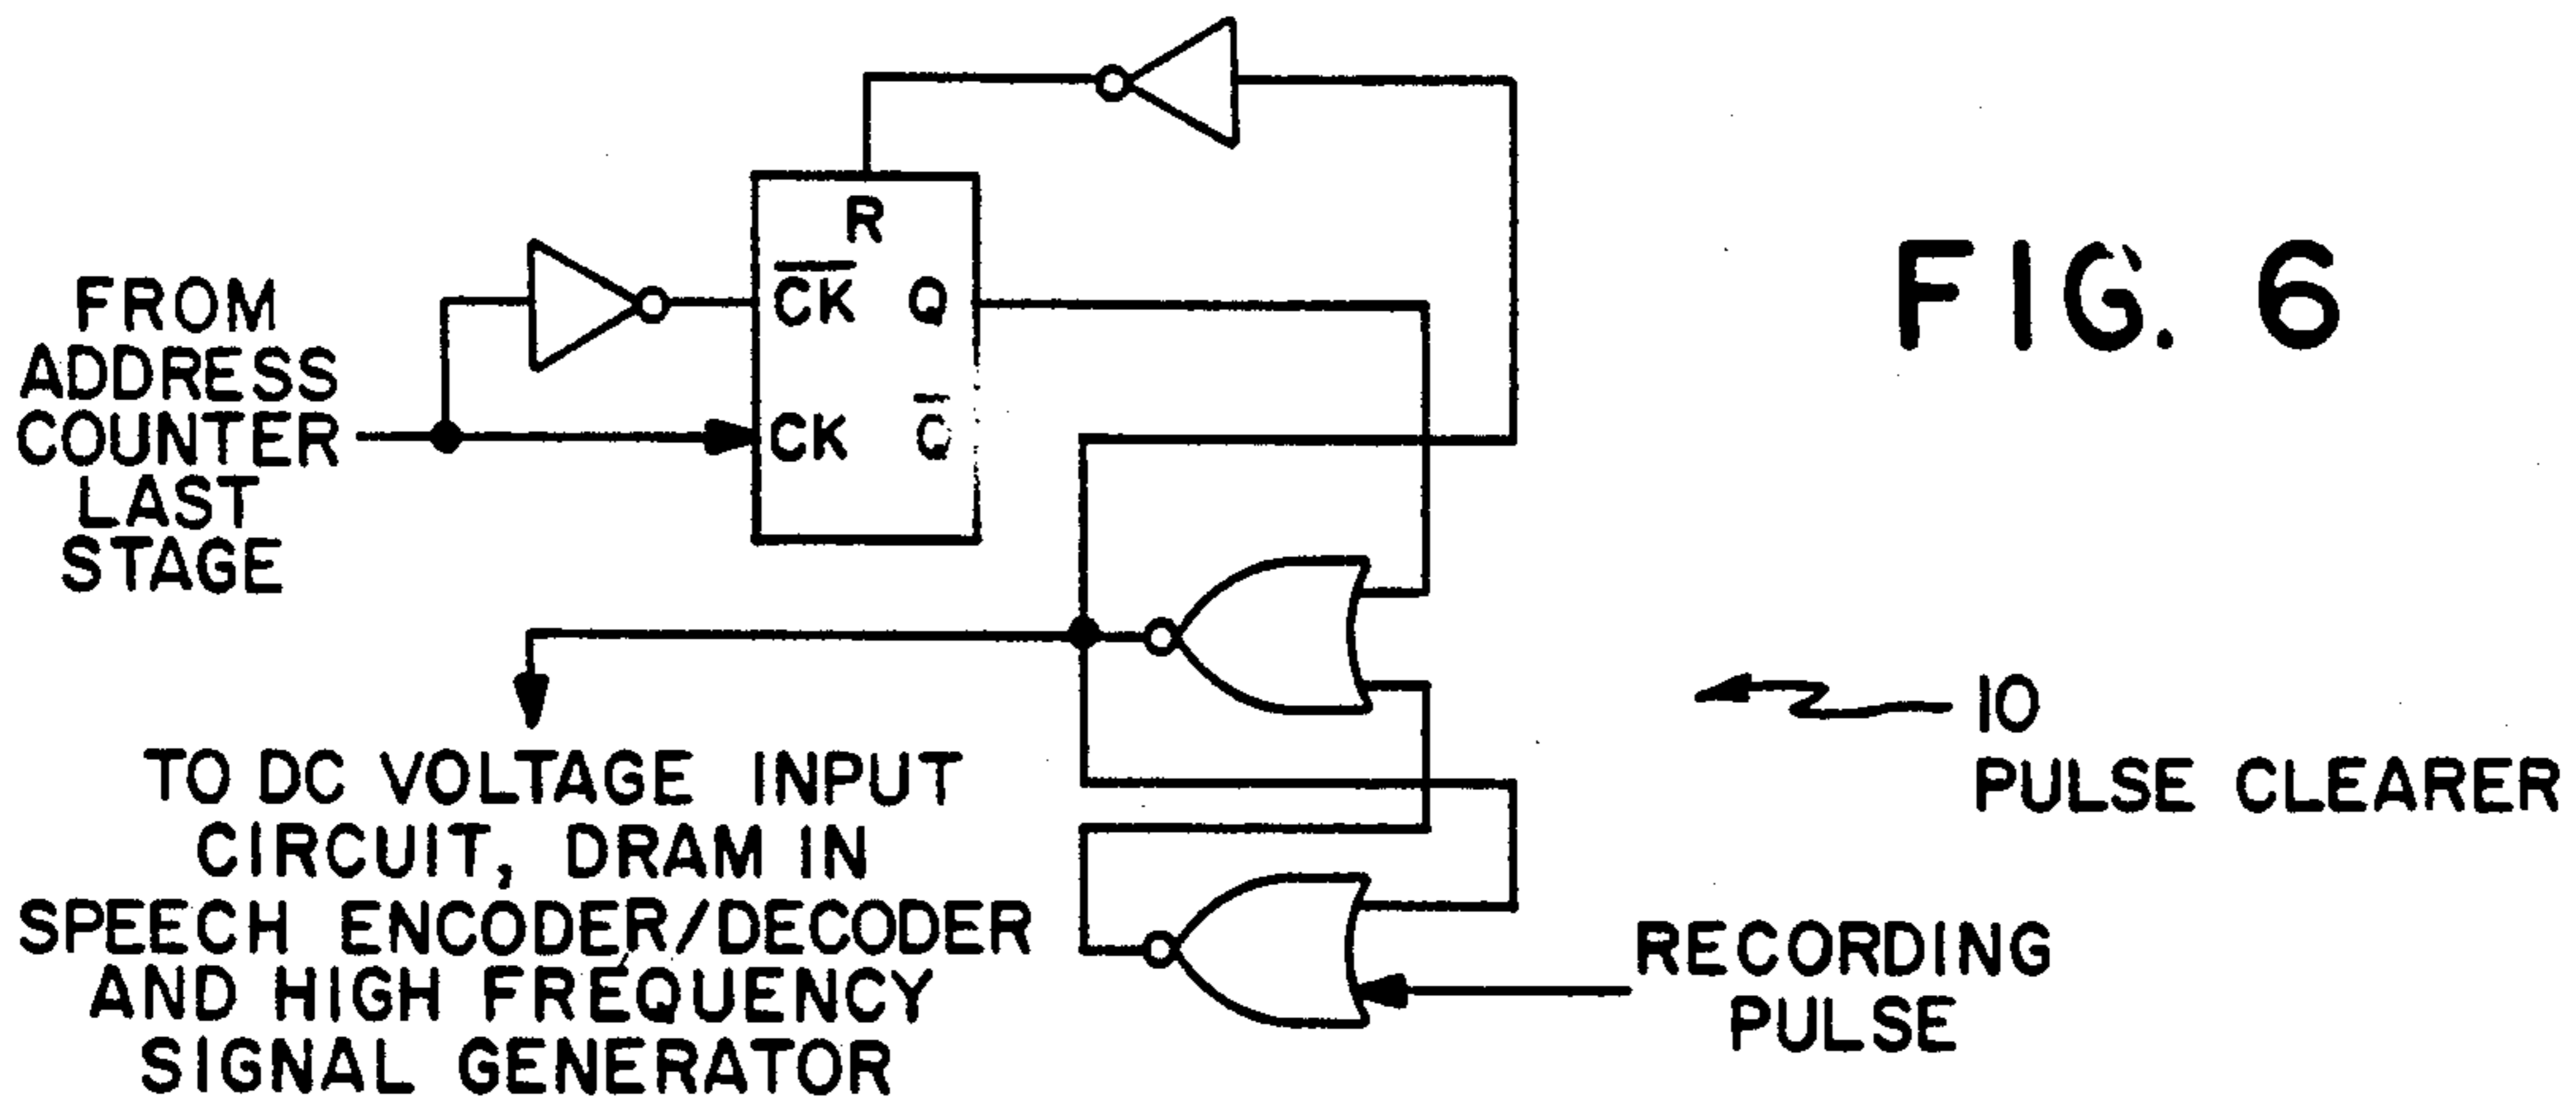 FIG. 6
R
C̅K̅ Q
CK Q̅
FROM
ADDRESS
COUNTER
LAST
STAGE
TO DC VOLTAGE INPUT
CIRCUIT, DRAM IN
SPEECH ENCODER/DECODER
AND HIGH FREQUENCY
SIGNAL GENERATOR
10
PULSE CLEARER
RECORDING
PULSE